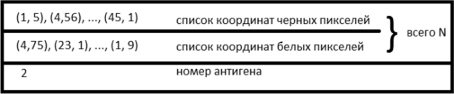 (1, 5), (4,56), ..., (45, 1) список координат черных пикселей
всего N
(4,75), (23, 1), ..., (1, 9) список координат белых пикселей
2 номер антигена